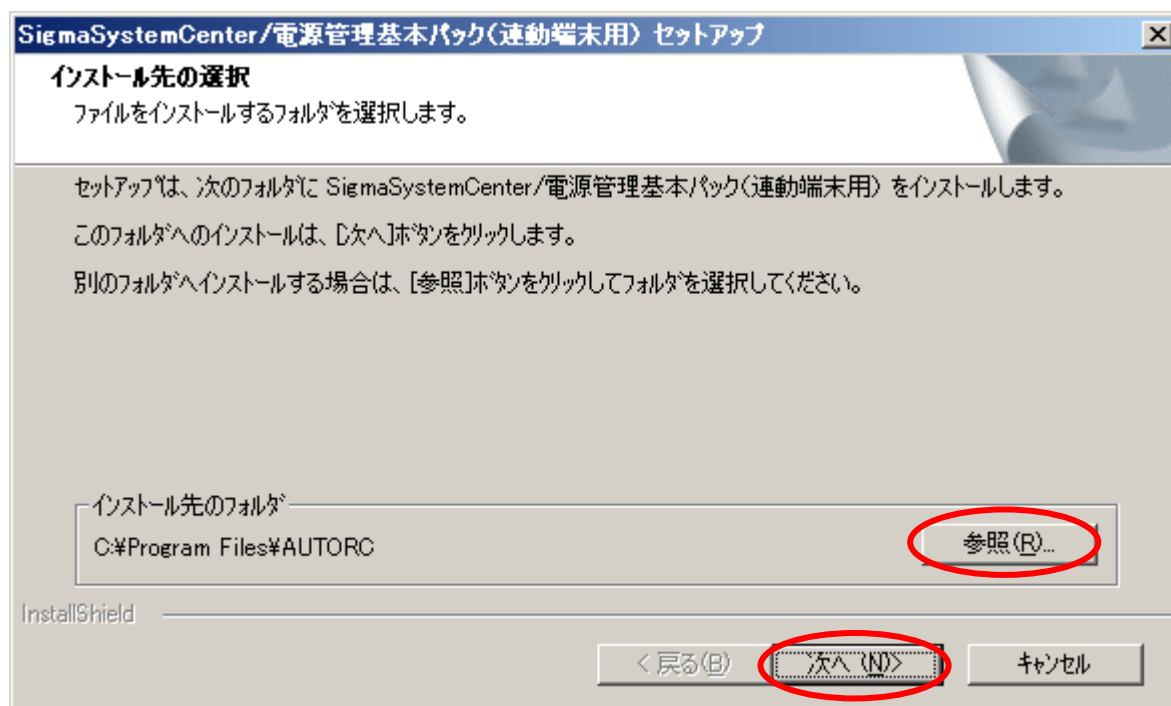 SigmaSystemCenter/電源管理基本パック(連動端末用) セットアップ
インストール先の選択
ファイルをインストールするフォルダを選択します。
セットアップは、次のフォルダに SigmaSystemCenter/電源管理基本パック(連動端末用) をインストールします。
このフォルダへのインストールは、[次へ]ボタンをクリックします。
別のフォルダへインストールする場合は、[参照]ボタンをクリックしてフォルダを選択してください。
インストール先のフォルダ
C:¥Program Files¥AUTORC
参照(R)...
InstallShield
< 戻る(B)
次へ (N)>
キャンセル